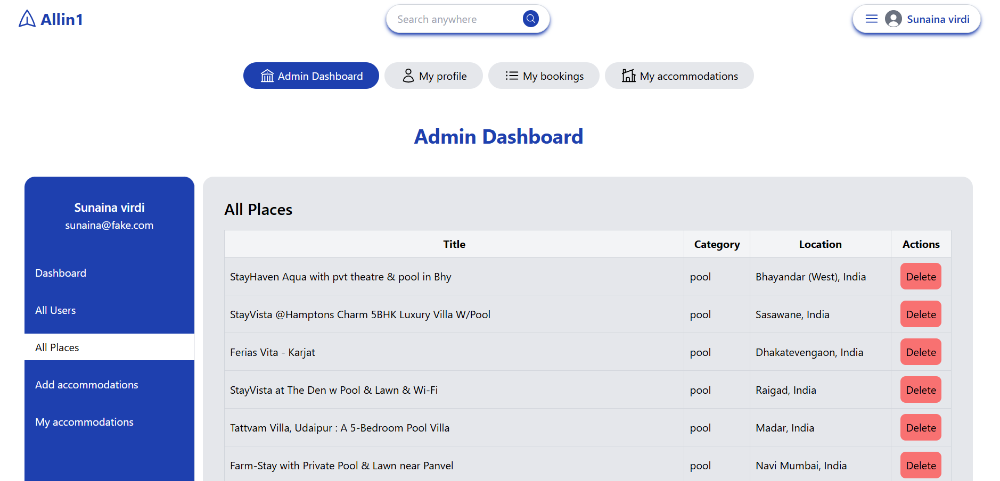 Allin1
Search anywhere
Sunaina virdi
Admin Dashboard
My profile
My bookings
My accommodations
Admin Dashboard
Sunaina virdi
sunaina@fake.com
Dashboard
All Users
All Places
Add accommodations
My accommodations
All Places
Title Category Location Actions
StayHaven Aqua with pvt theatre & pool in Bhy pool Bhayandar (West), India Delete
StayVista @Hamptons Charm 5BHK Luxury Villa W/Pool pool Sasawane, India Delete
Ferias Vita - Karjat pool Dhakatevengaon, India Delete
StayVista at The Den w Pool & Lawn & Wi-Fi pool Raigad, India Delete
Tattvam Villa, Udaipur : A 5-Bedroom Pool Villa pool Madar, India Delete
Farm-Stay with Private Pool & Lawn near Panvel pool Navi Mumbai, India Delete